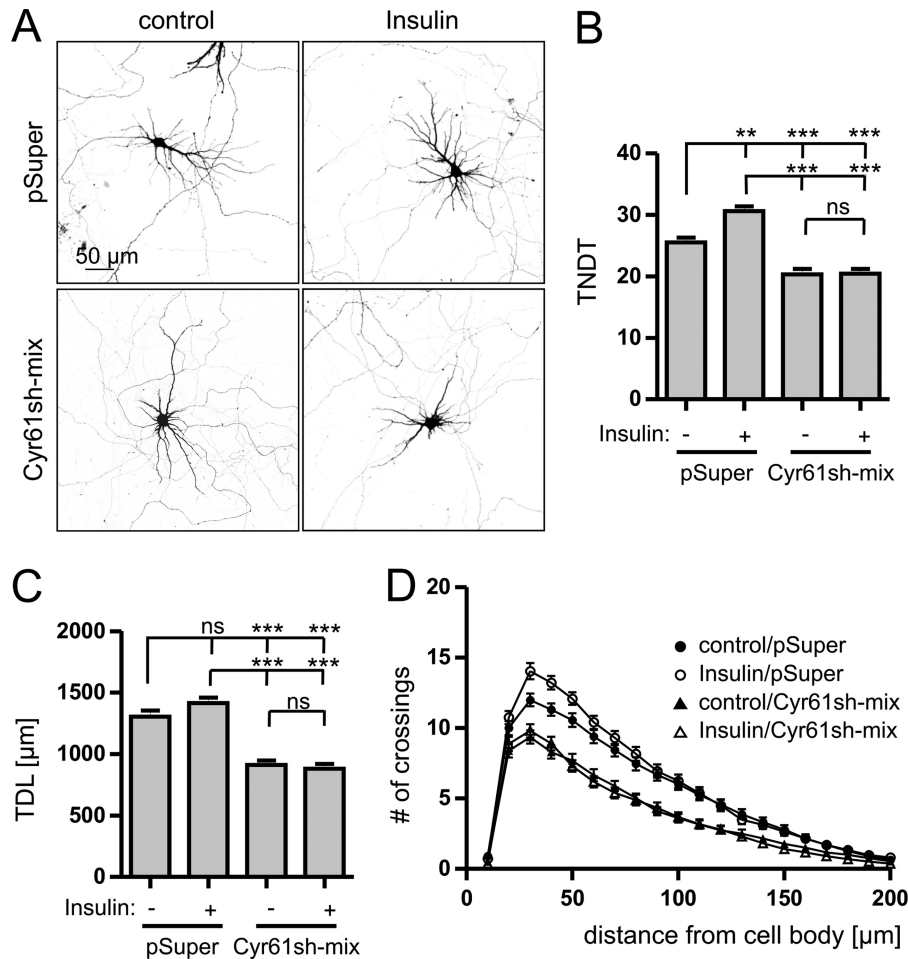 A
control
Insulin
pSuper
50 µm
Cyr61sh-mix
B
** *** ***
*** ***
ns
40
30
20
10
0
TNDT
Insulin: - + - +
pSuper Cyr61sh-mix
C
ns *** ***
*** ***
ns
2000
1500
1000
500
0
TDL [µm]
Insulin: - + - +
pSuper Cyr61sh-mix
D
20
15
10
5
0
# of crossings
control/pSuper
Insulin/pSuper
control/Cyr61sh-mix
Insulin/Cyr61sh-mix
0 50 100 150 200
distance from cell body [µm]